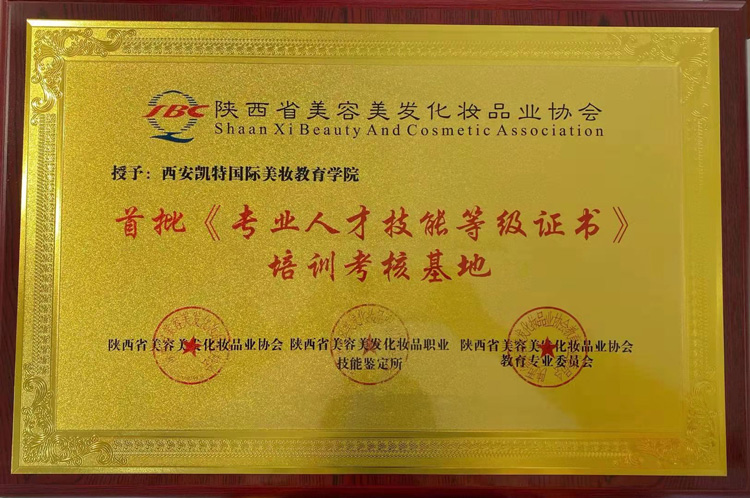 SBC 陕西省美容美发化妆品业协会
Shaan Xi Beauty And Cosmetic Association
授予：西安凯特国际美妆教育学院
首批《专业人才技能等级证书》
培训考核基地
陕西省美容美发化妆品业协会 陕西省美容美发化妆品职业 陕西省美容美发化妆品业协会
技能鉴定所 教育专业委员会